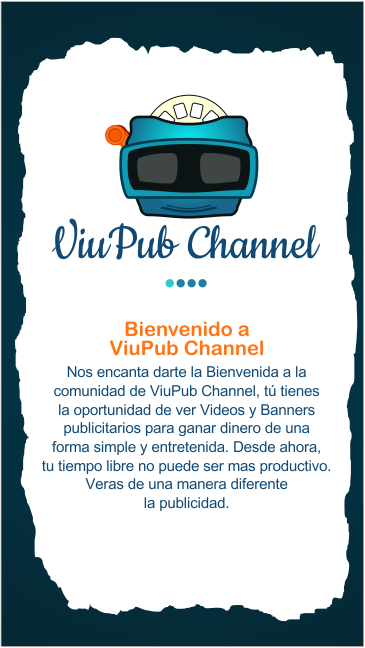 ViuPub Channel
Bienvenido a
ViuPub Channel
Nos encanta darte la Bienvenida a la
comunidad de ViuPub Channel, tú tienes
la oportunidad de ver Videos y Banners
publicitarios para ganar dinero de una
forma simple y entretenida. Desde ahora,
tu tiempo libre no puede ser mas productivo.
Veras de una manera diferente
la publicidad.